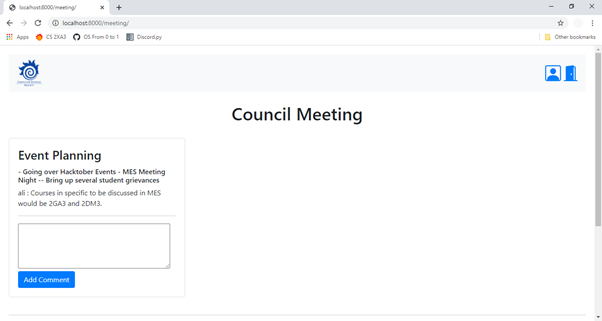 localhost:8000/meeting/
localhost:8000/meeting/
Apps CS 2XA3 OS From 0 to 1 Discord.py Other bookmarks
Council Meeting
Event Planning
- Going over Hacktober Events - MES Meeting
Night -- Bring up several student grievances
ali : Courses in specific to be discussed in MES
would be 2GA3 and 2DM3.
Add Comment